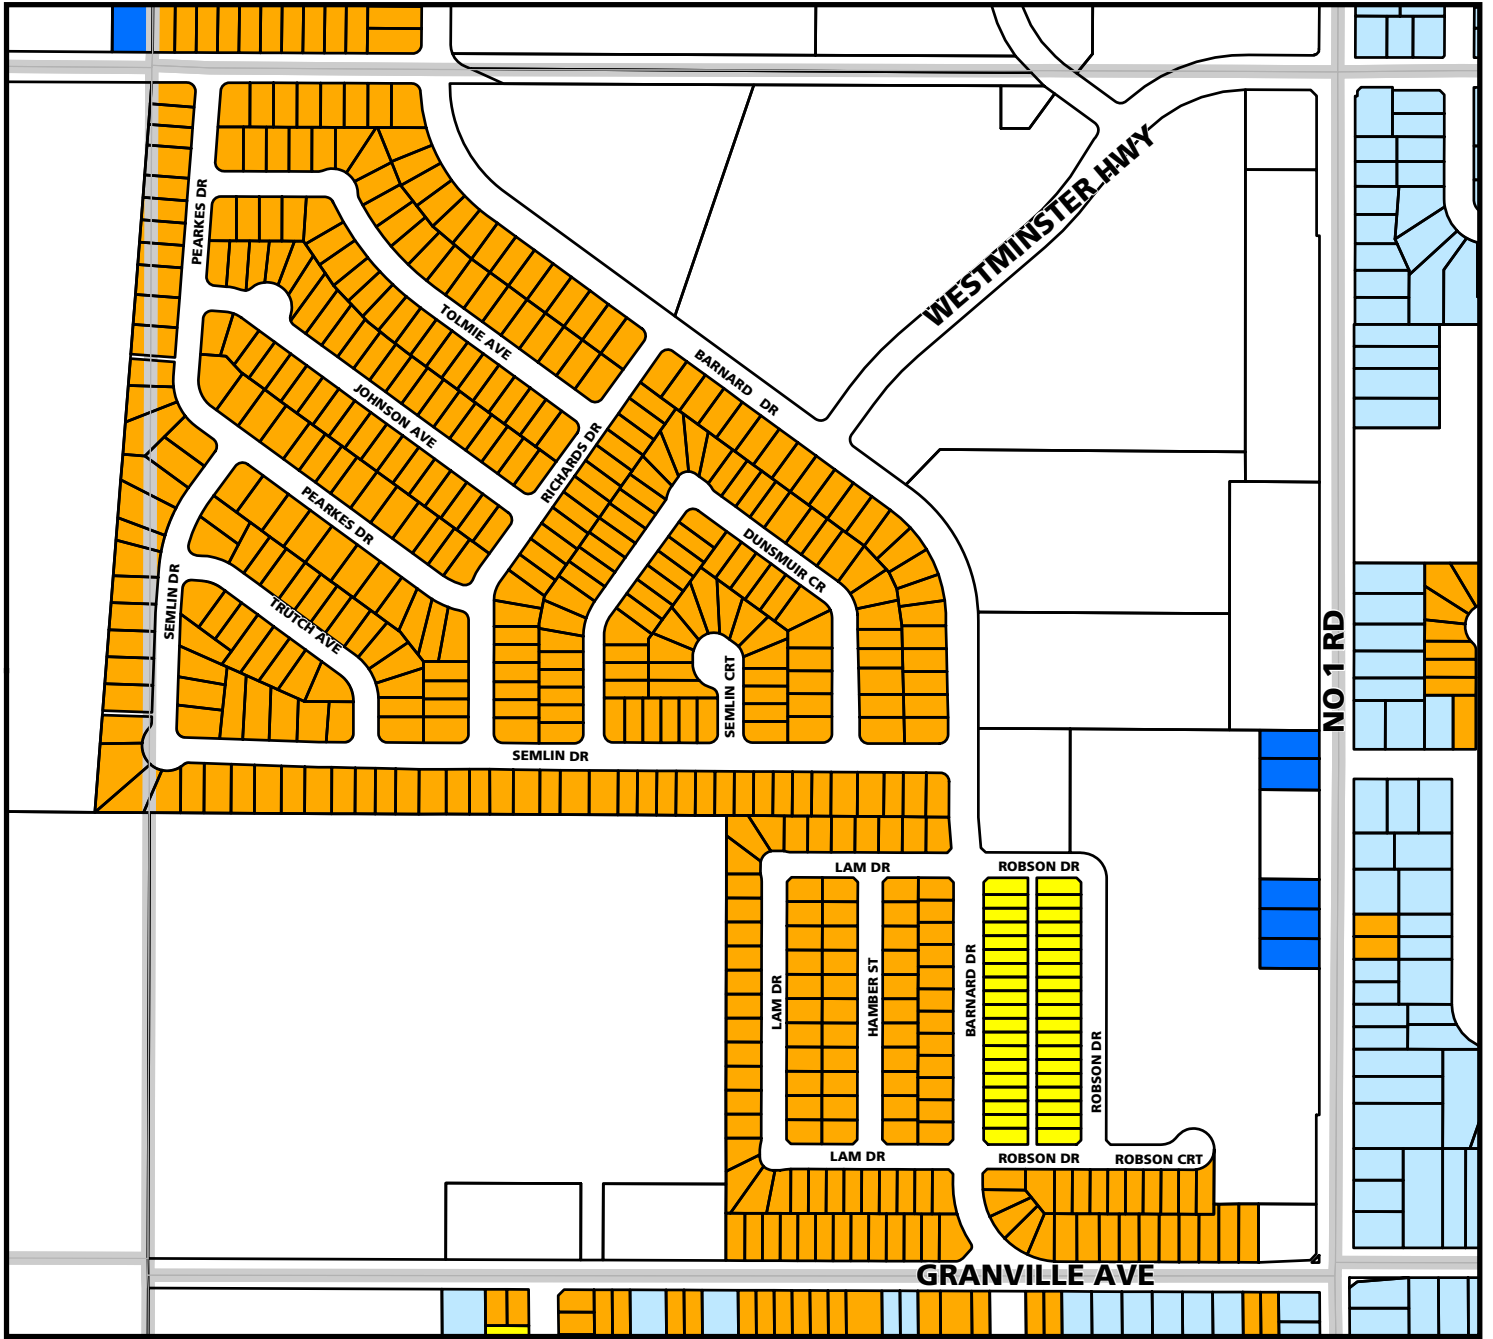 WESTMINSTER HWY
PEARKES DR
TOLMIE AVE
BARNARD DR
JOHNSON AVE
RICHARDS DR
PEARKES DR
DUNSMUIR CR
SEMLIN DR
TRUTCH AVE
NO 1 RD
SEMLIN CRT
SEMLIN DR
LAM DR
ROBSON DR
LAM DR
HAMBER ST
BARNARD DR
ROBSON DR
LAM DR
ROBSON DR
ROBSON CRT
GRANVILLE AVE